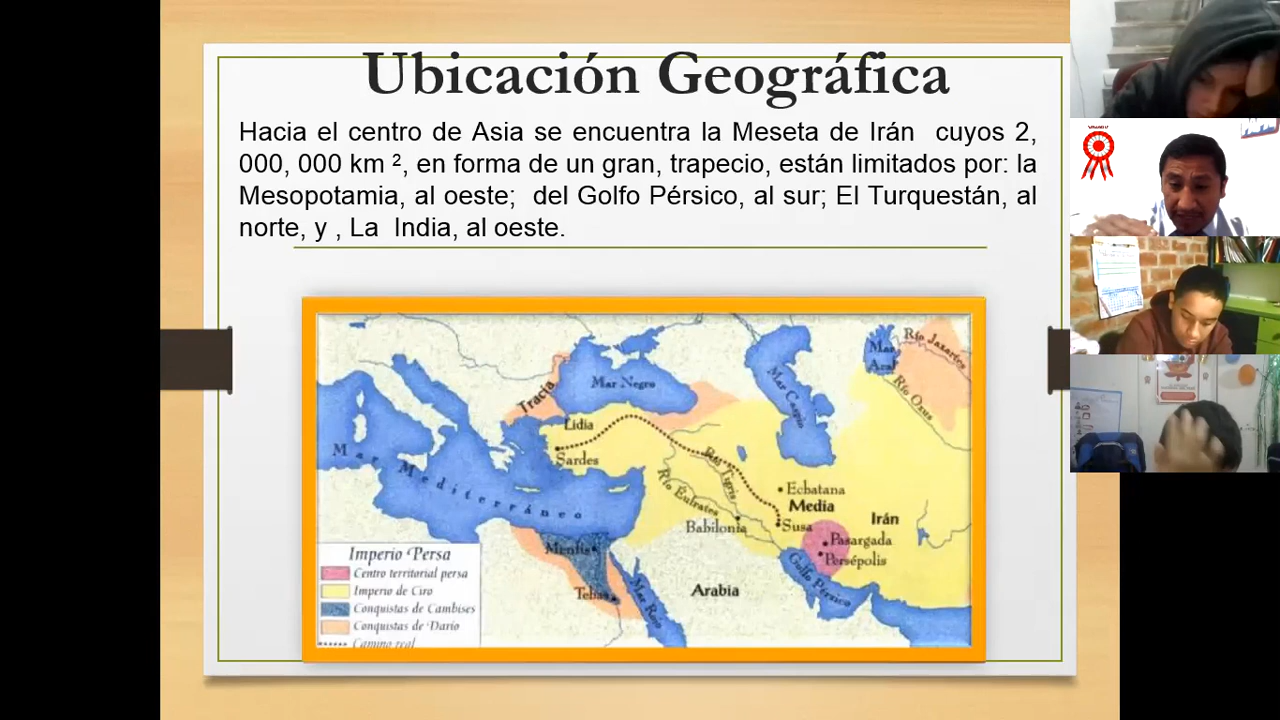 Ubicación Geográfica
Hacia el centro de Asia se encuentra la Meseta de Irán cuyos 2,
000, 000 km ², en forma de un gran, trapecio, están limitados por: la
Mesopotamia, al oeste; del Golfo Pérsico, al sur; El Turquestán, al
norte, y , La India, al oeste.
Mar Negro
Mar Caspio
Mar Aral
Río Jaxartes
Río Oxus
Tracia
Lidia
Sardes
Mar Mediterráneo
Río Tigris
Río Éufrates
Ecbatana
Media
Susa
Irán
Babilonia
Pasargada
Persépolis
Golfo Pérsico
Menfis
Tebas
Mar Rojo
Arabia
Imperio Persa
Centro territorial persa
Imperio de Ciro
Conquistas de Cambises
Conquistas de Darío
Camino real